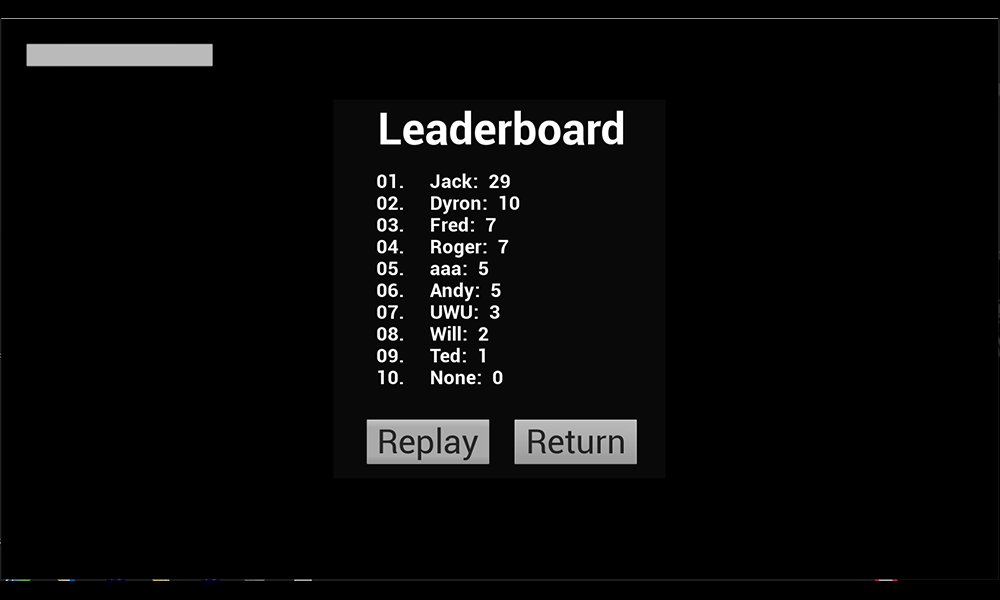 Leaderboard
01. Jack: 29
02. Dyron: 10
03. Fred: 7
04. Roger: 7
05. aaa: 5
06. Andy: 5
07. UWU: 3
08. Will: 2
09. Ted: 1
10. None: 0
Replay Return